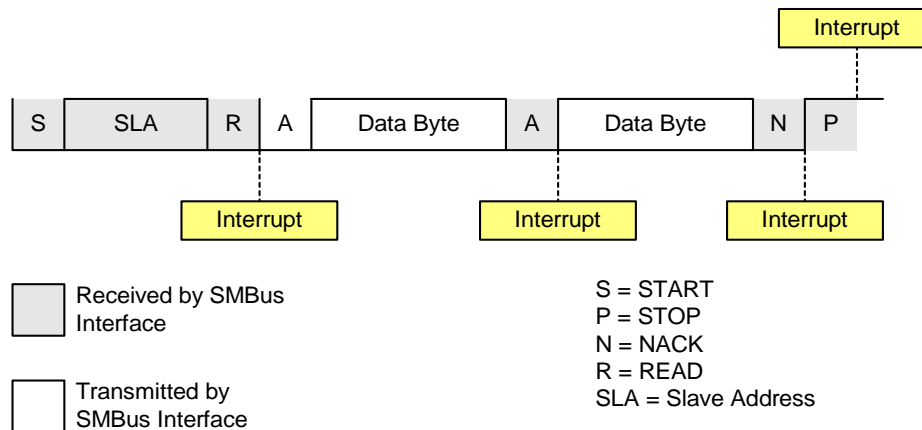 Interrupt
S SLA R A Data Byte A Data Byte N P
Interrupt Interrupt Interrupt
Received by SMBus
Interface
Transmitted by
SMBus Interface
S = START
P = STOP
N = NACK
R = READ
SLA = Slave Address